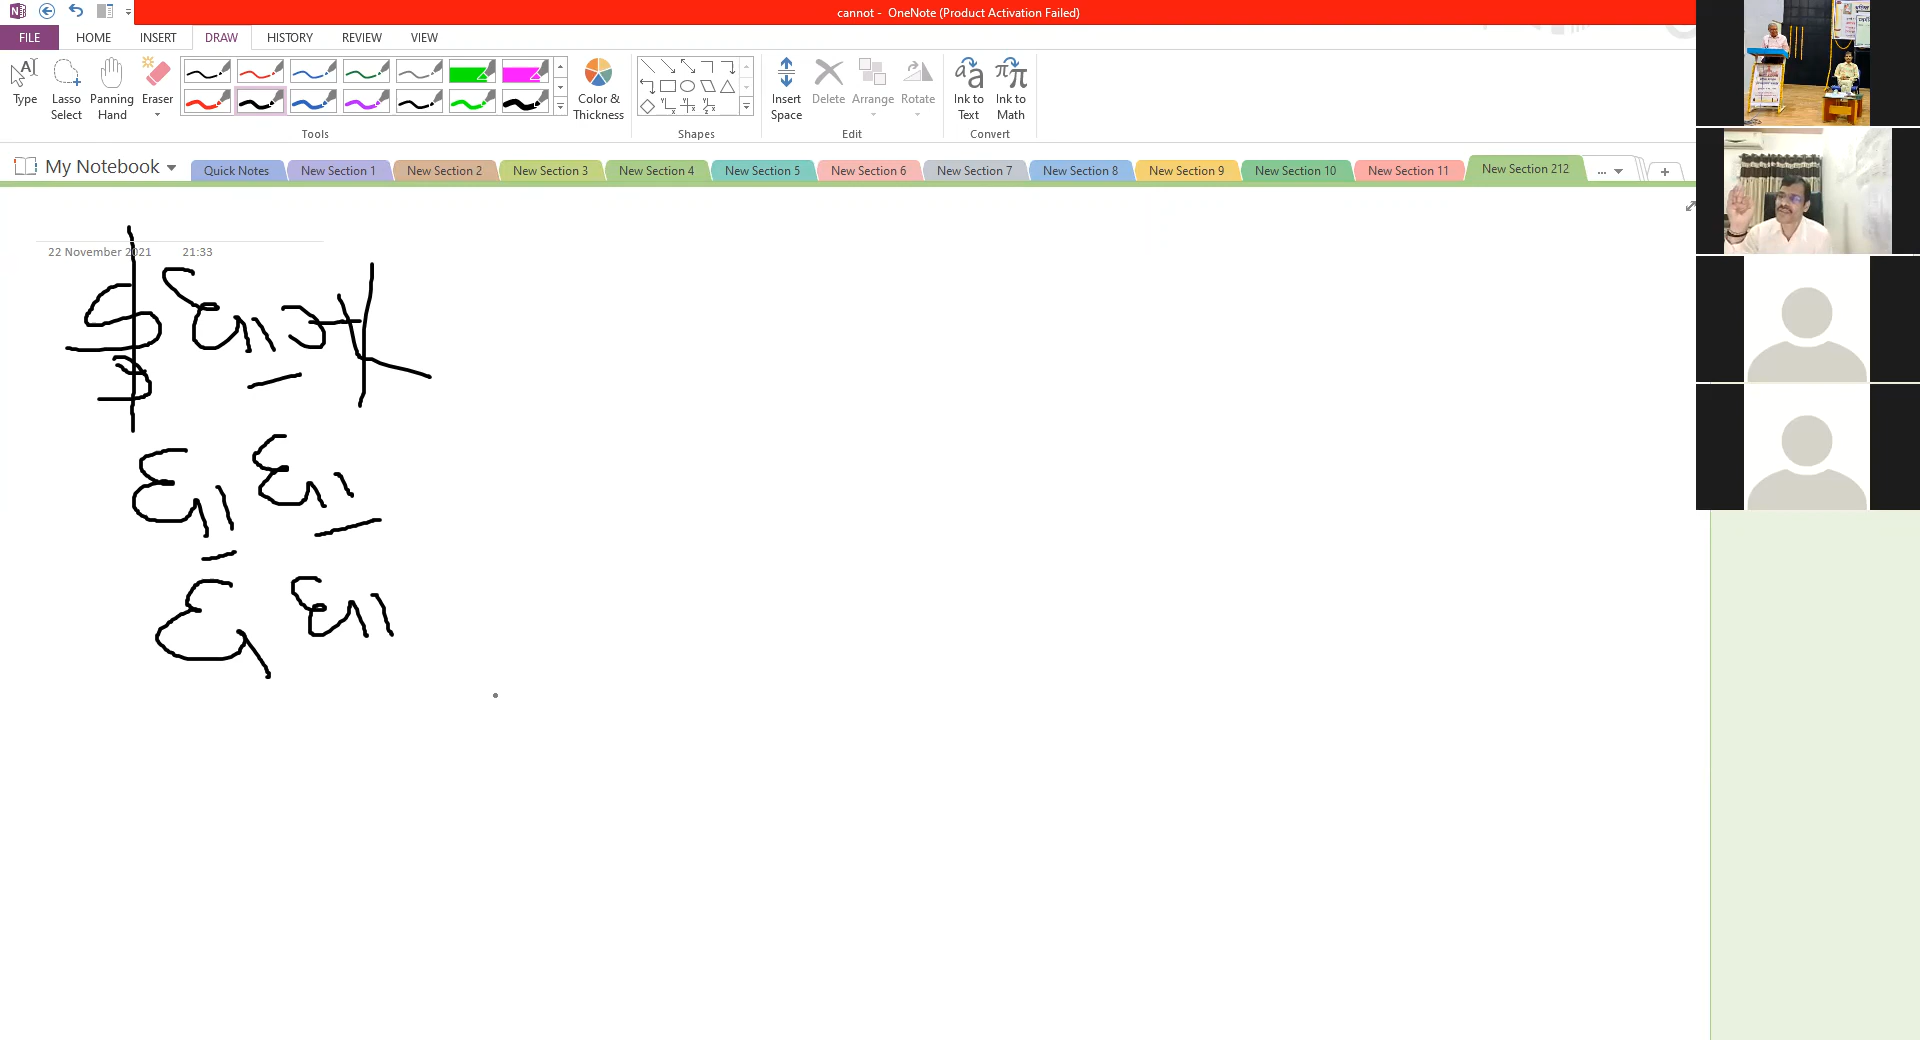 cannot - OneNote (Product Activation Failed)
FILE HOME INSERT DRAW HISTORY REVIEW VIEW
Type
Lasso Select
Panning Hand
Eraser
Color & Thickness
Insert Space
Delete
Arrange
Rotate
Ink to Text
Ink to Math
Tools Shapes Edit Convert
My Notebook Quick Notes New Section 1 New Section 2 New Section 3 New Section 4 New Section 5 New Section 6 New Section 7 New Section 8 New Section 9 New Section 10 New Section 11 New Section 212 ... +
22 November 2021 21:33